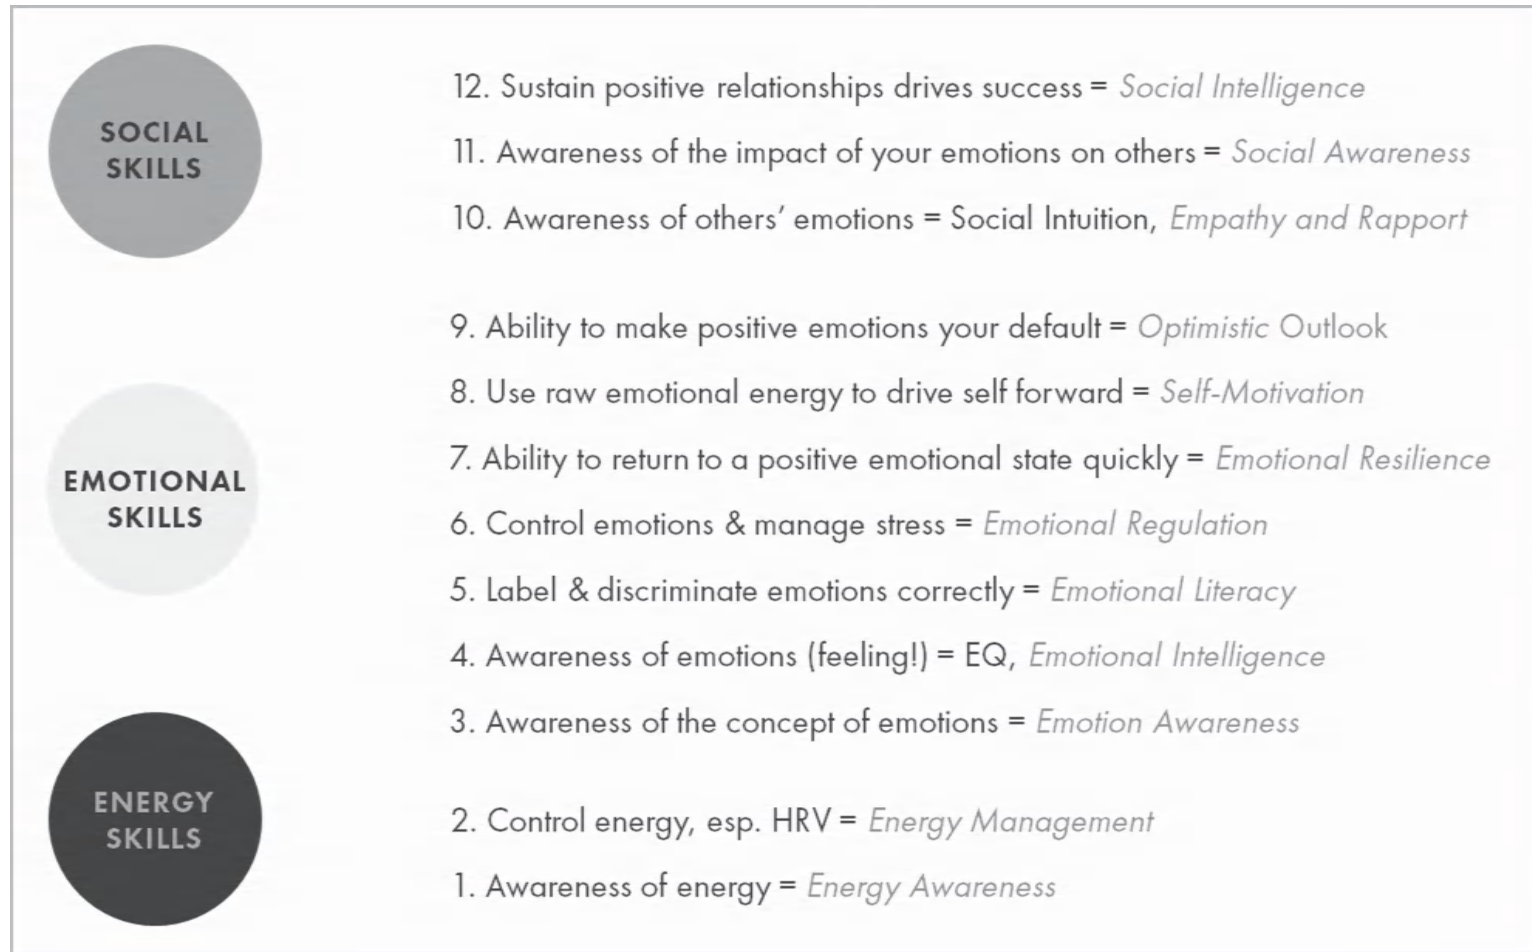 SOCIAL
SKILLS
12. Sustain positive relationships drives success = Social Intelligence
11. Awareness of the impact of your emotions on others = Social Awareness
10. Awareness of others’ emotions = Social Intuition, Empathy and Rapport
EMOTIONAL
SKILLS
9. Ability to make positive emotions your default = Optimistic Outlook
8. Use raw emotional energy to drive self forward = Self-Motivation
7. Ability to return to a positive emotional state quickly = Emotional Resilience
6. Control emotions & manage stress = Emotional Regulation
5. Label & discriminate emotions correctly = Emotional Literacy
4. Awareness of emotions (feeling!) = EQ, Emotional Intelligence
3. Awareness of the concept of emotions = Emotion Awareness
ENERGY
SKILLS
2. Control energy, esp. HRV = Energy Management
1. Awareness of energy = Energy Awareness